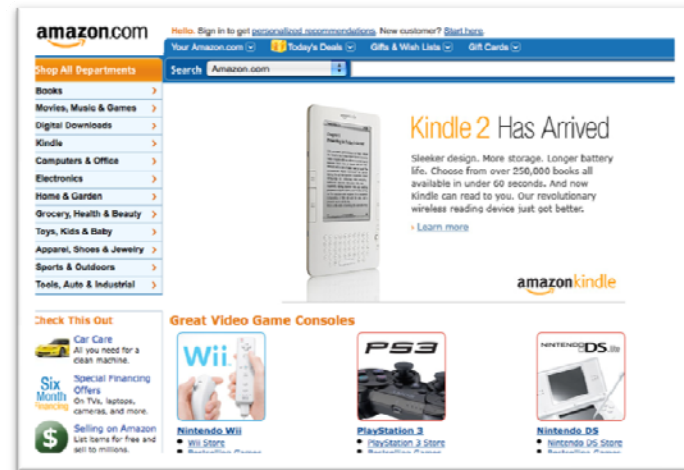 amazon.com
Hello. Sign in to get personalized recommendations. New customer? Start here.
Your Amazon.com
Today's Deals
Gifts & Wish Lists
Gift Cards
Shop All Departments
Search Amazon.com
Books
Movies, Music & Games
Digital Downloads
Kindle
Computers & Office
Electronics
Home & Garden
Grocery, Health & Beauty
Toys, Kids & Baby
Apparel, Shoes & Jewelry
Sports & Outdoors
Tools, Auto & Industrial
Kindle 2 Has Arrived
Sleeker design. More storage. Longer battery
life. Choose from over 250,000 books all
available in under 60 seconds. And now
Kindle can read to you. Our revolutionary
wireless reading device just got better.
Learn more
amazonkindle
Check This Out
Car Care
All you need for a
clean machine.
Six
Month
Financing
Special Financing
Offers
On TVs, laptops,
cameras, and more.
$
Selling on Amazon
List items for free and
sell to millions.
Great Video Game Consoles
Wii
Nintendo Wii
Wii Store
Bestselling Games
PS3
PlayStation 3
PlayStation 3 Store
Bestselling Games
NINTENDO DS lite
Nintendo DS
Nintendo DS Store
Bestselling Games